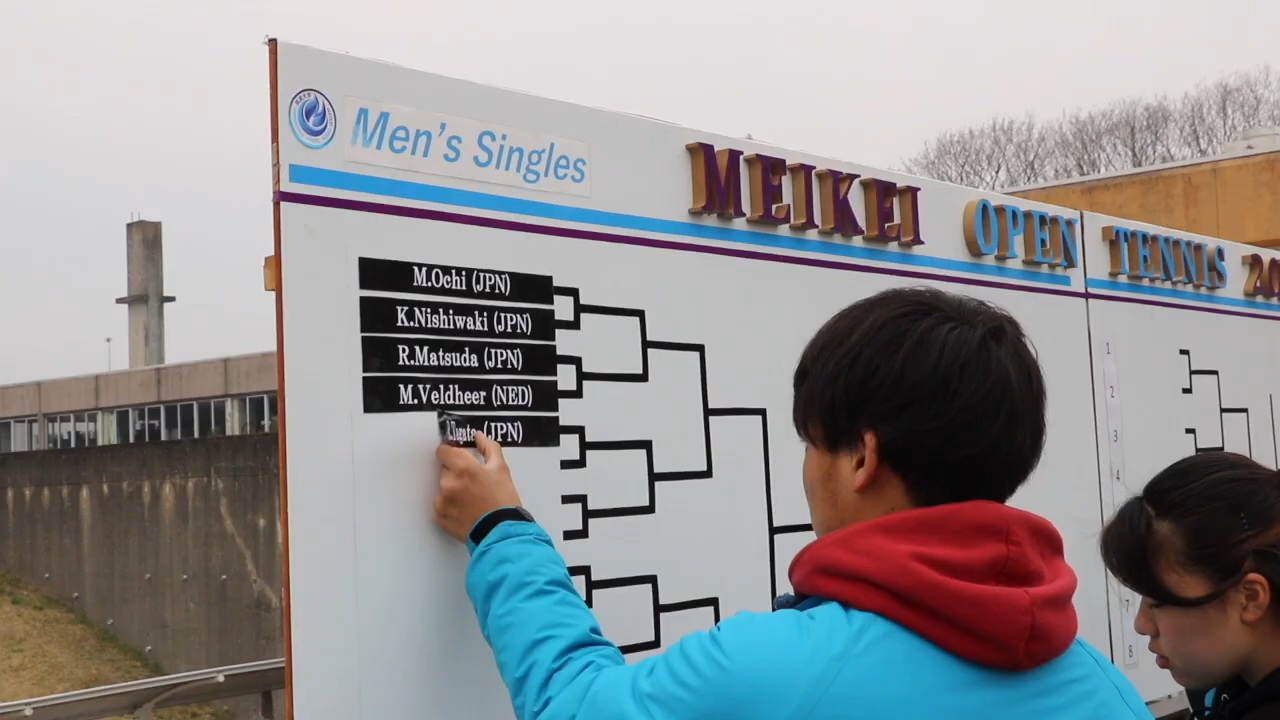 Men's Singles
MEIKEI OPEN TENNIS 20
M.Ochi (JPN)
K.Nishiwaki (JPN)
R.Matsuda (JPN)
M.Veldheer (NED)
(JPN)
1
2
3
7
8